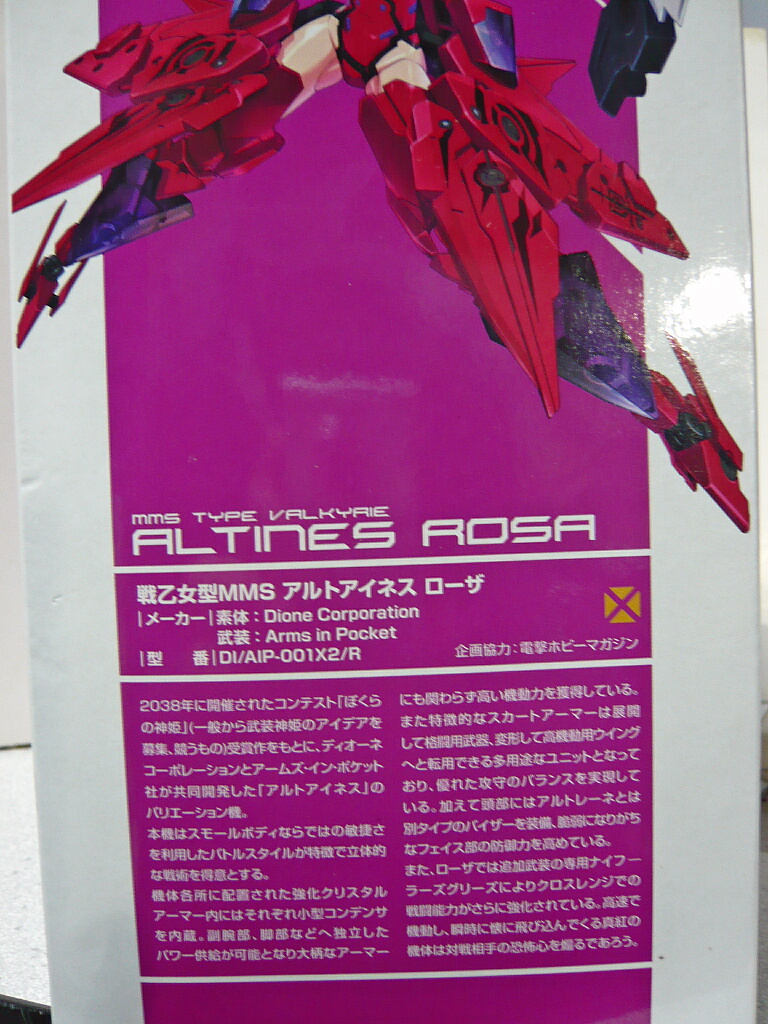 MMS TYPE VALKYRIE
ALTINES ROSA
戦乙女型MMS アルトアイネス ローザ
|メーカー|素体：Dione Corporation
武装：Arms in Pocket
|型　番|DI/AIP-001X2/R
企画協力：電撃ホビーマガジン
2038年に開催されたコンテスト「ぼくら
の神姫」(一般から武装神姫のアイデアを
募集、競うもの)受賞作をもとに、ディオーネ
コーポレーションとアームズ・イン・ポケット
社が共同開発した「アルトアイネス」の
バリエーション機。
本機はスモールボディならではの敏捷さ
を利用したバトルスタイルが特徴で立体的
な戦術を得意とする。
機体各所に配置された強化クリスタル
アーマー内にはそれぞれ小型コンデンサ
を内蔵。副腕部、脚部などへ独立した
パワー供給が可能となり大柄なアーマー
にも関わらず高い機動力を獲得している。
また特徴的なスカートアーマーは展開
して格闘用武器、変形して高機動用ウイング
へと転用できる多用途なユニットとなって
おり、優れた攻守のバランスを実現して
いる。加えて頭部にはアルトレーネとは
別タイプのバイザーを装備、脆弱になりがち
なフェイス部の防御力を高めている。
また、ローザでは追加武装の専用ナイフー
ラーズグリーズによりクロスレンジでの
戦闘能力がさらに強化されている。高速で
機動し、瞬時に懐に飛び込んでくる真紅の
機体は対戦相手の恐怖心を煽るであろう。